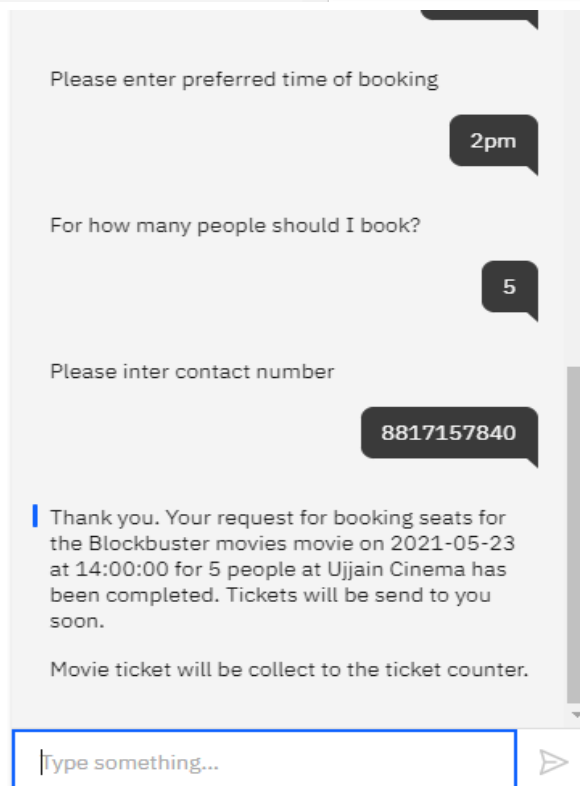 Please enter preferred time of booking
2pm
For how many people should I book?
5
Please inter contact number
8817157840
Thank you. Your request for booking seats for
the Blockbuster movies movie on 2021-05-23
at 14:00:00 for 5 people at Ujjain Cinema has
been completed. Tickets will be send to you
soon.
Movie ticket will be collect to the ticket counter.
Type something...